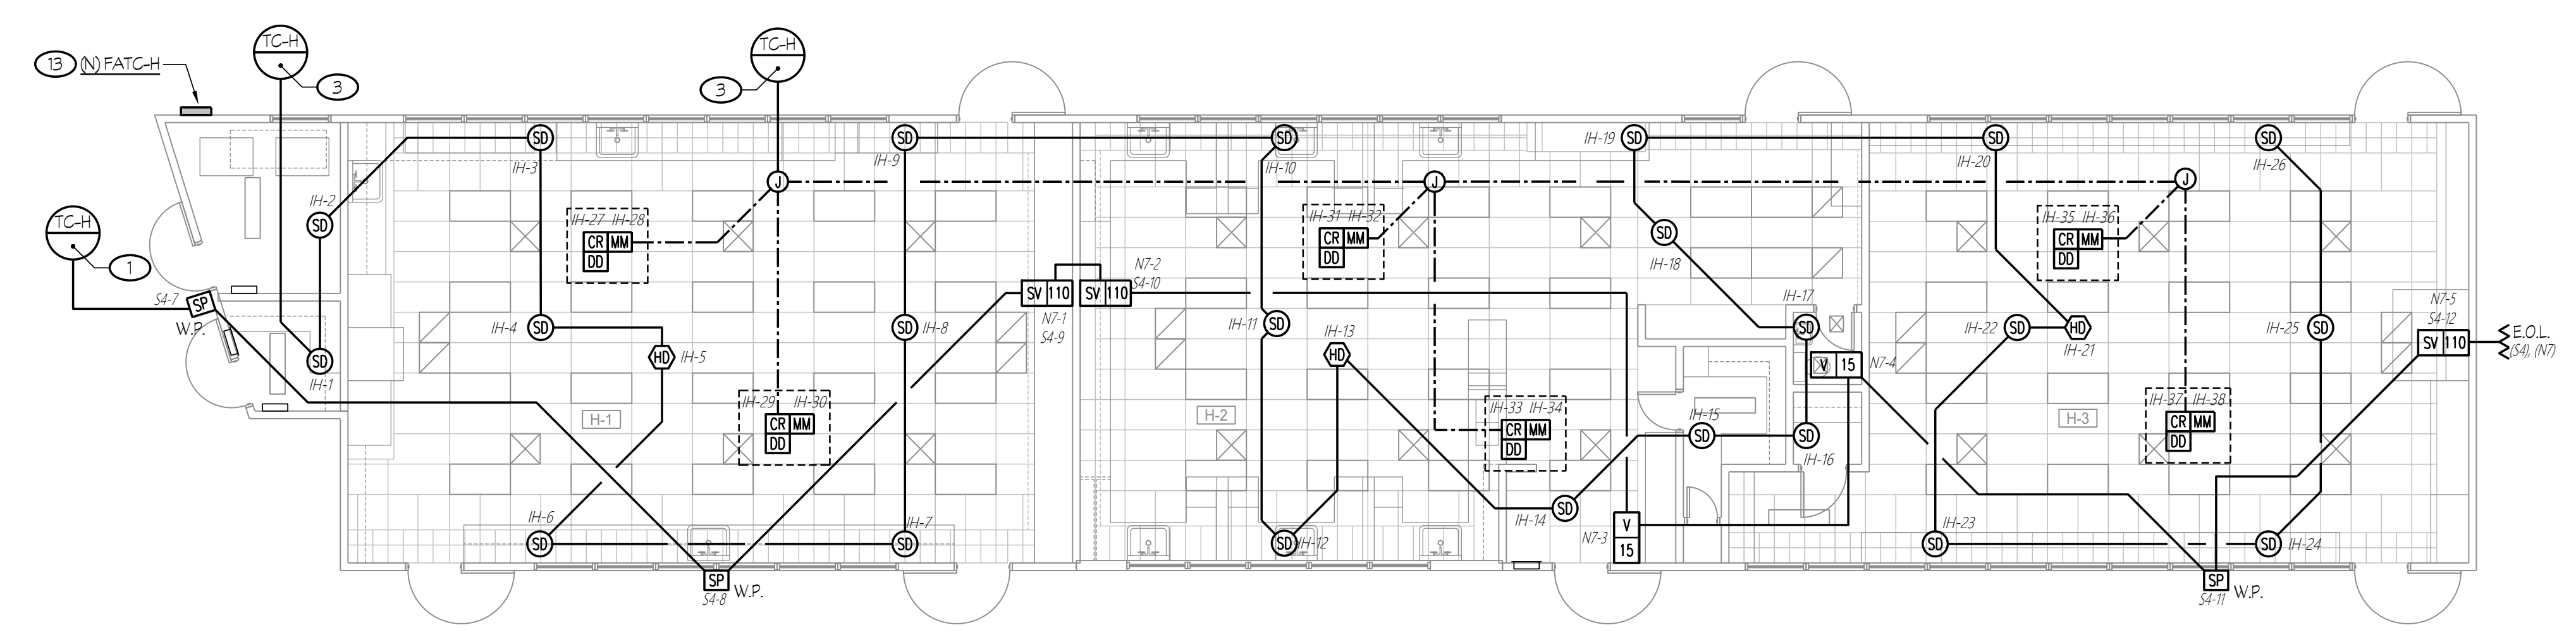 TC-H
TC-H
13 (N) FATC-H
3
3
SD
SD
SD
SD
SD
SD
IH-3
IH-9
IH-10
IH-19
IH-20
IH-26
J
J
J
IH-2
SD
IH-27 IH-28
CR MM
DD
IH-31 IH-32
CR MM
DD
SD
IH-18
IH-35 IH-36
CR MM
DD
TC-H
1
S4-7
SP
W.P.
N7-2
S4-10
SV 110
SV 110
N7-1
S4-9
IH-17
SD
N7-5
S4-12
SV 110
E.O.L.
(S4), (N7)
IH-4
SD
HD
IH-5
SD
IH-8
IH-11
SD
IH-13
HD
IH-22
SD
HD
IH-21
IH-25
SD
SD
IH-1
V 15
N7-4
IH-29 IH-30
CR MM
DD
H-1
H-2
IH-33 IH-34
CR MM
DD
IH-15
SD
SD
IH-16
H-3
IH-37 IH-38
CR MM
DD
IH-6
SD
IH-7
SD
SD
IH-12
IH-14
SD
N7-3
V
15
IH-23
SD
SD
IH-24
SP
W.P.
S4-8
SP
W.P.
S4-11